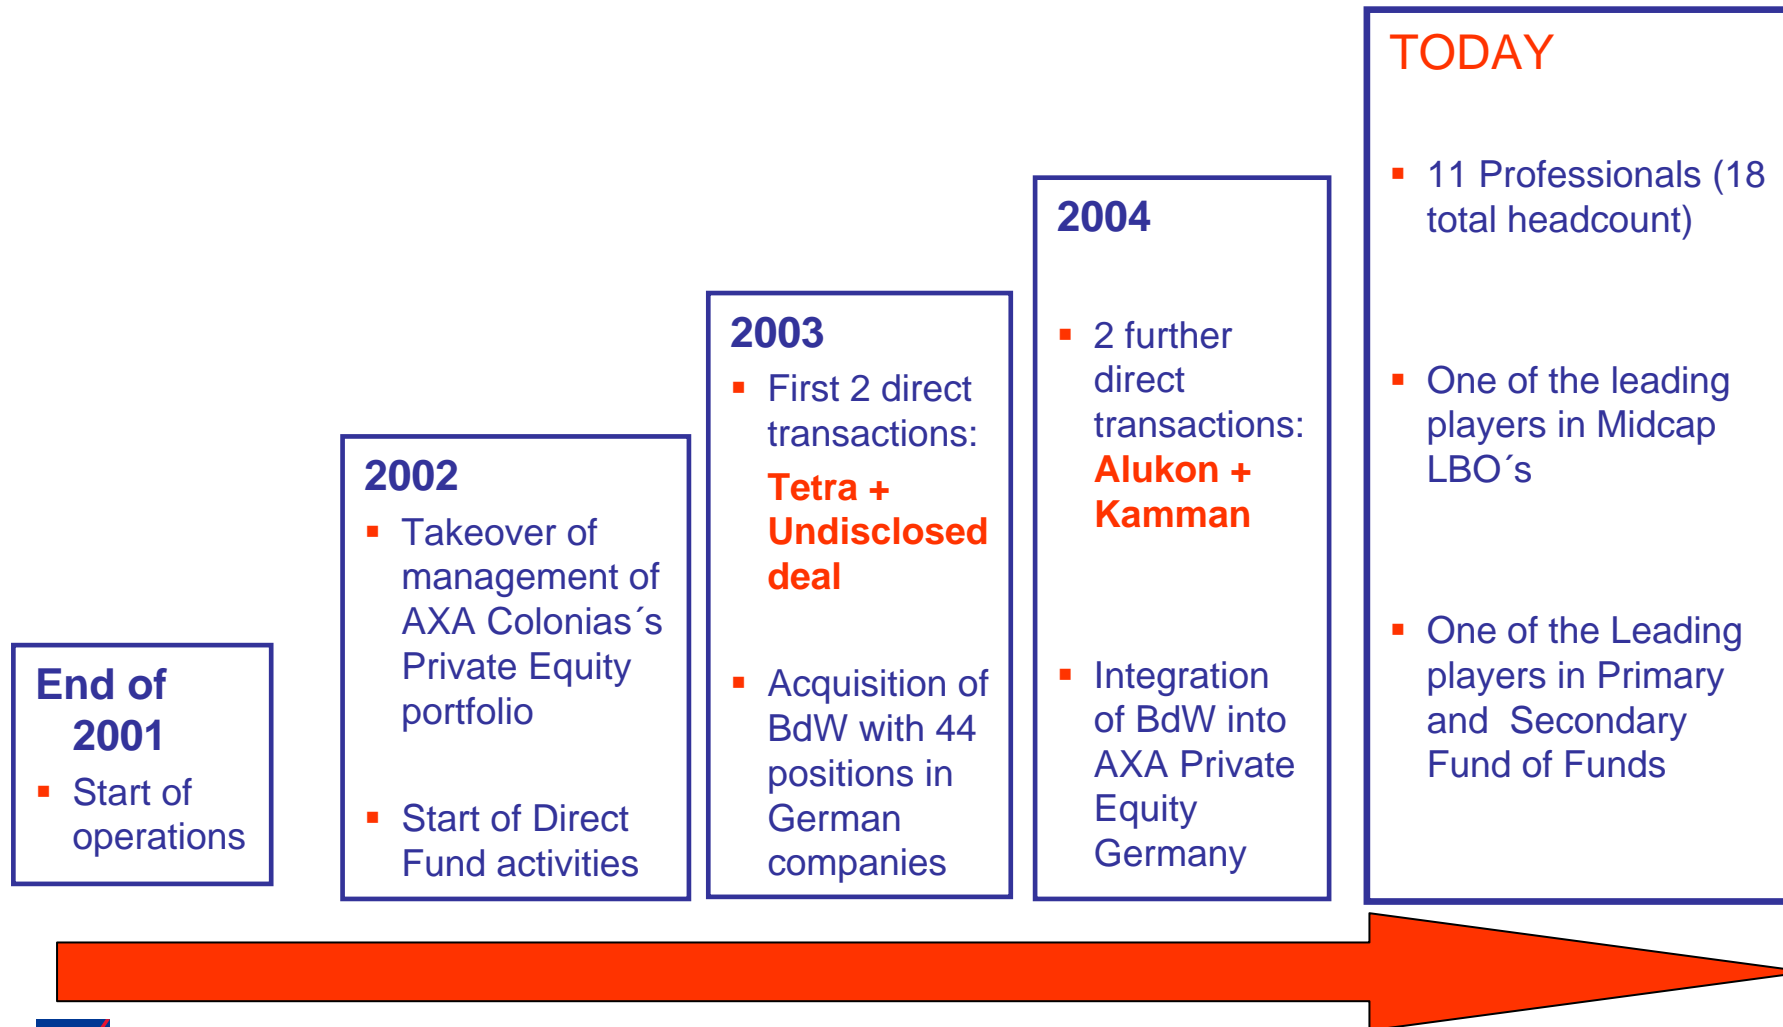 End of
2001
▪ Start of
operations
2002
▪ Takeover of
management of
AXA Colonias´s
Private Equity
portfolio
▪ Start of Direct
Fund activities
2003
▪ First 2 direct
transactions:
Tetra +
Undisclosed
deal
▪ Acquisition of
BdW with 44
positions in
German
companies
2004
▪ 2 further
direct
transactions:
Alukon +
Kamman
▪ Integration
of BdW into
AXA Private
Equity
Germany
TODAY
▪ 11 Professionals (18
total headcount)
▪ One of the leading
players in Midcap
LBO´s
▪ One of the Leading
players in Primary
and Secondary
Fund of Funds